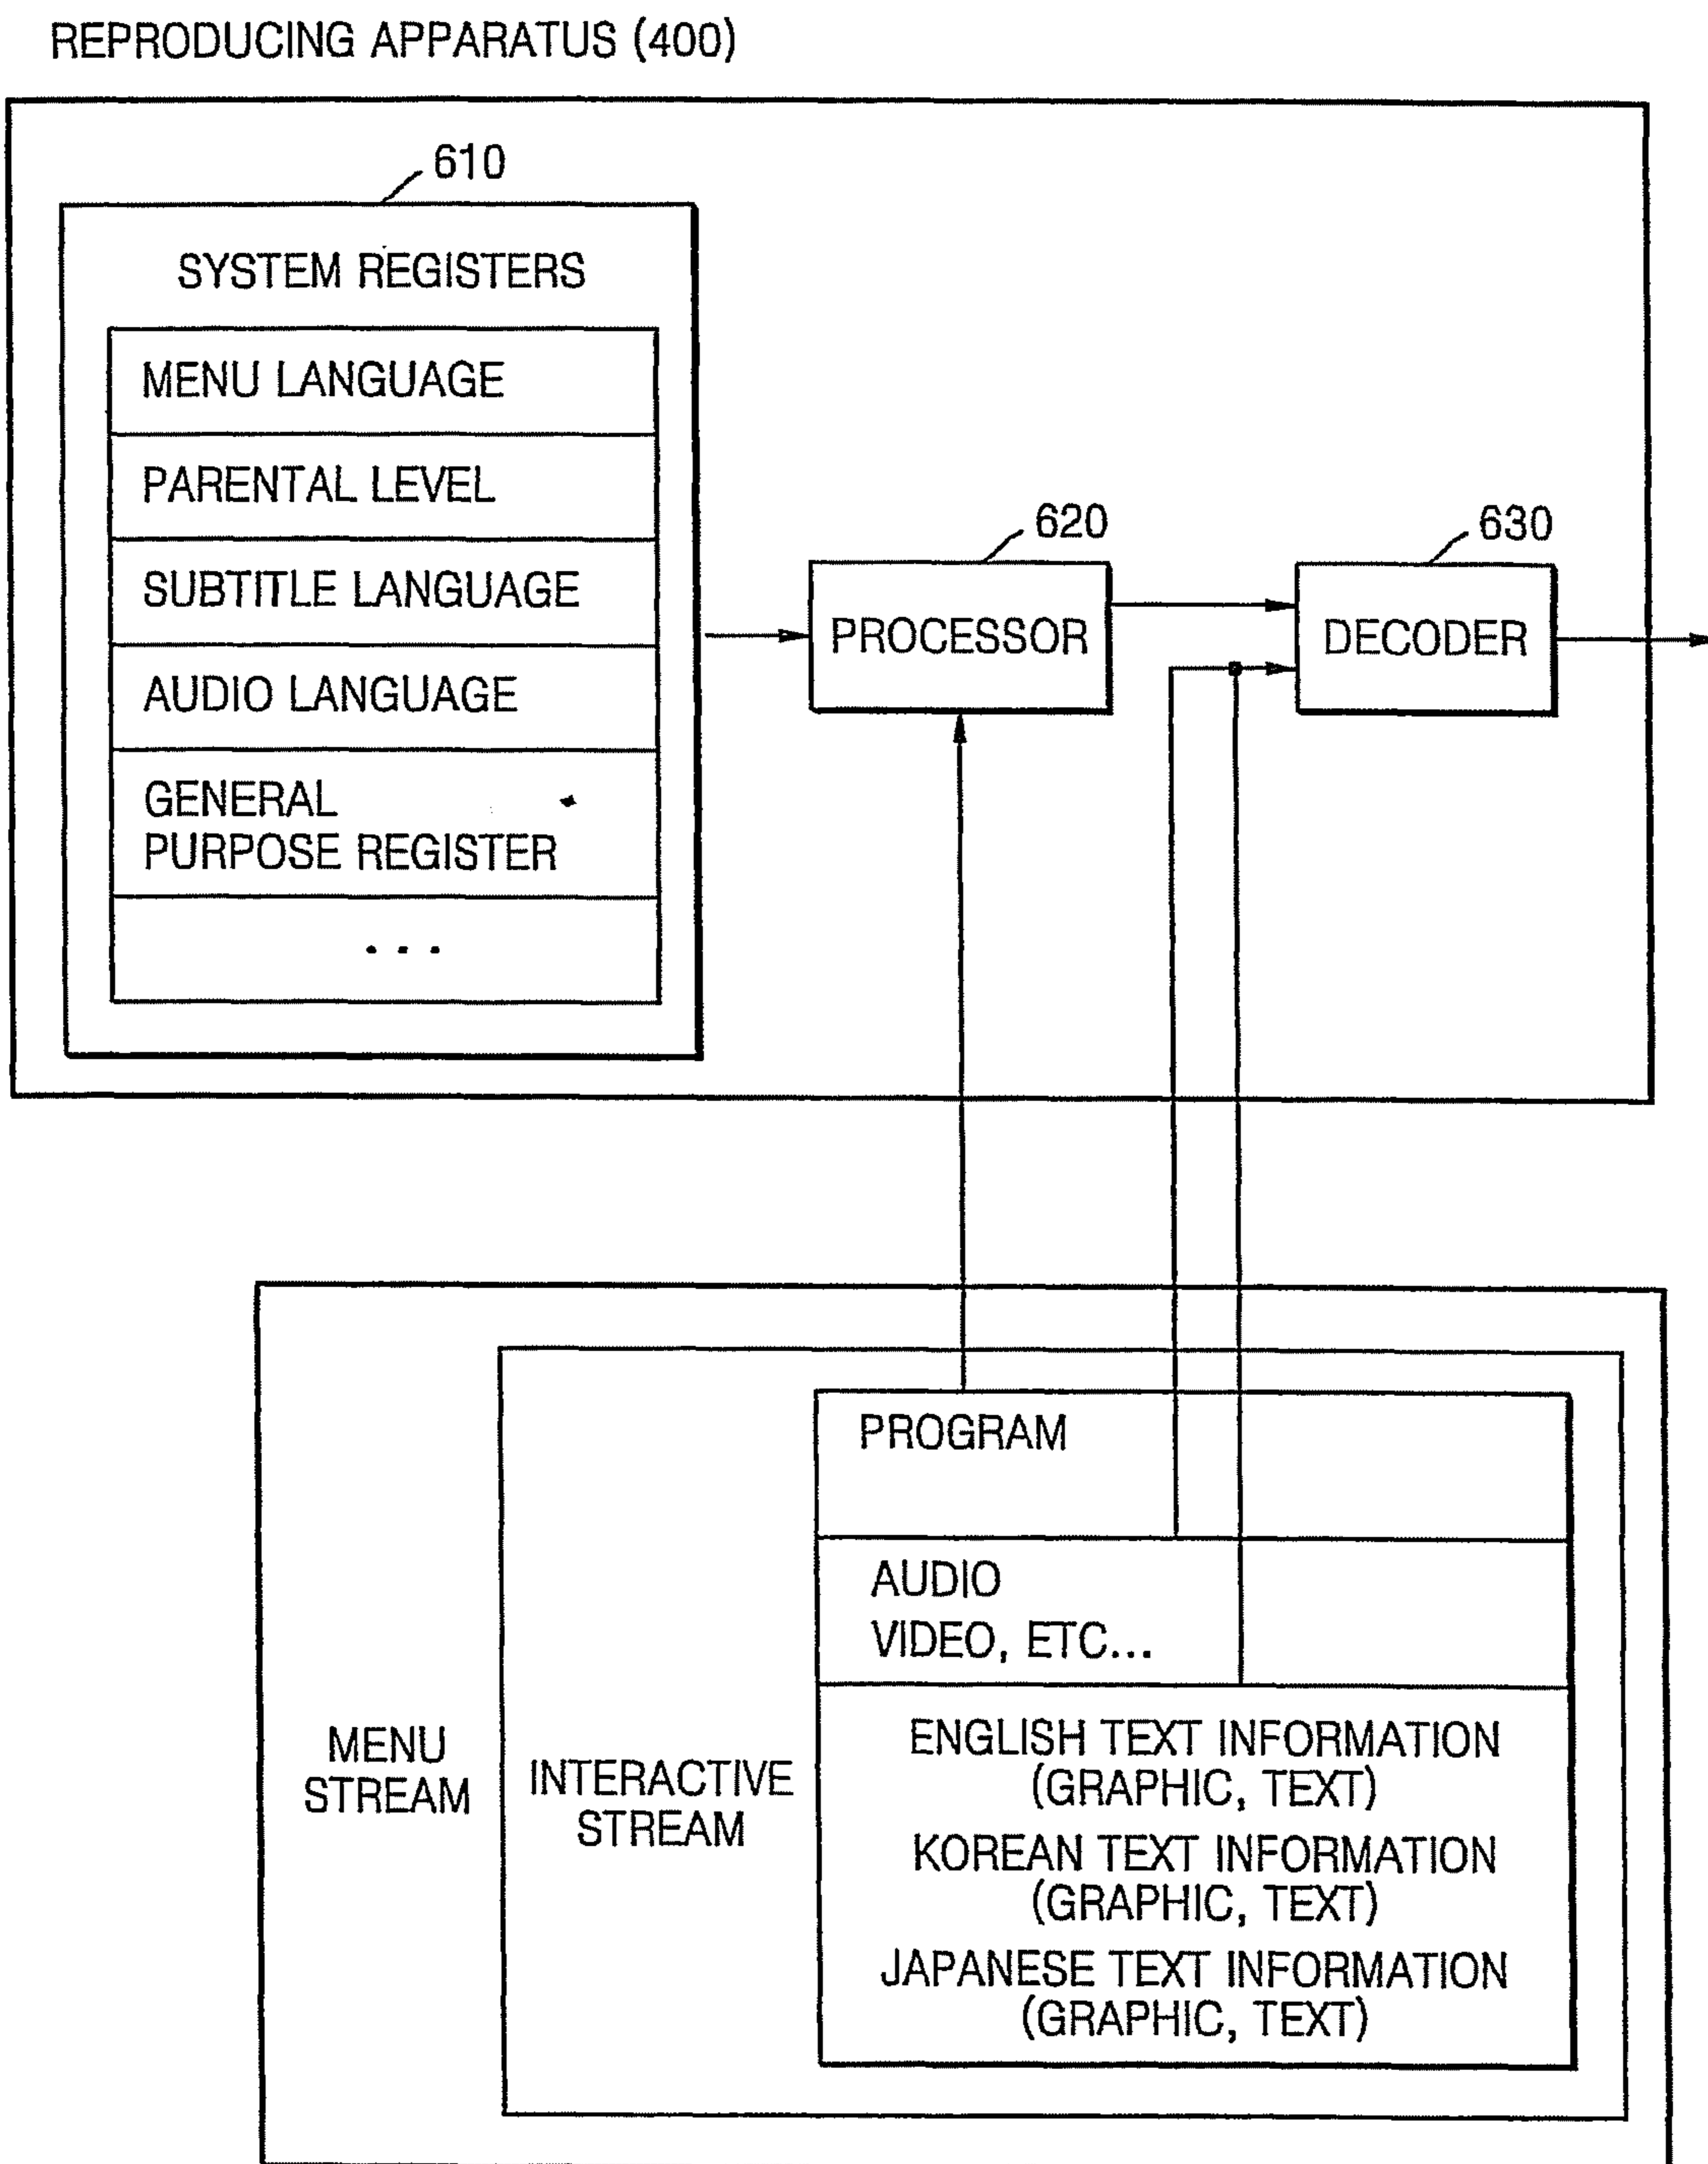 REPRODUCING APPARATUS (400)
610
SYSTEM REGISTERS
MENU LANGUAGE
PARENTAL LEVEL
SUBTITLE LANGUAGE
AUDIO LANGUAGE
GENERAL
PURPOSE REGISTER
. . .
620
PROCESSOR
630
DECODER
MENU
STREAM
INTERACTIVE
STREAM
PROGRAM
AUDIO
VIDEO, ETC...
ENGLISH TEXT INFORMATION
(GRAPHIC, TEXT)
KOREAN TEXT INFORMATION
(GRAPHIC, TEXT)
JAPANESE TEXT INFORMATION
(GRAPHIC, TEXT)